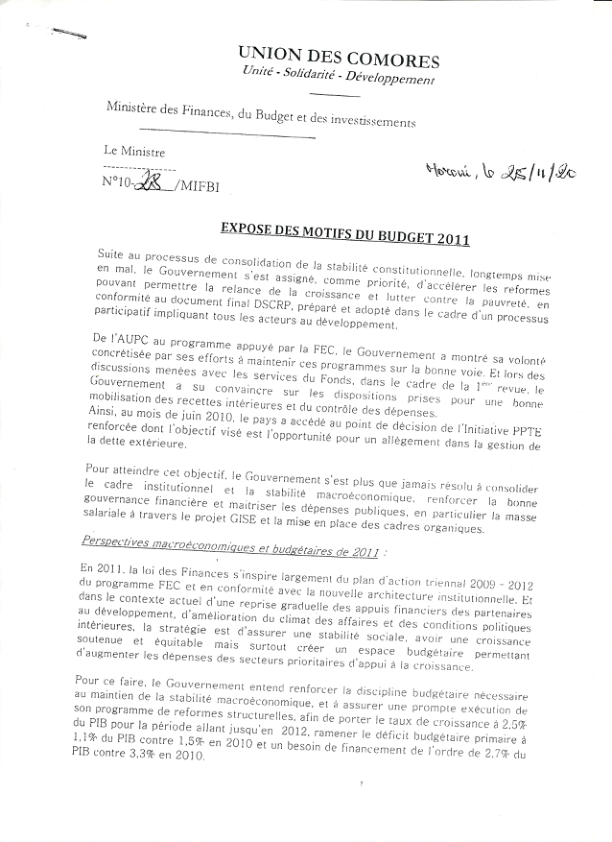 UNION DES COMORES
Unité - Solidarité - Développement
Ministère des Finances, du Budget et des investissements
Le Ministre
N°10-28/MIFBI
Moroni, le 25/11/20
EXPOSE DES MOTIFS DU BUDGET 2011
Suite au processus de consolidation de la stabilité constitutionnelle, longtemps mise
en mal, le Gouvernement s'est assigné, comme priorité, d'accélérer les reformes
pouvant permettre la relance de la croissance et lutter contre la pauvreté, en
conformité au document final DSCRP, préparé et adopté dans le cadre d'un processus
participatif impliquant tous les acteurs au développement.
De l'AUPC au programme appuyé par la FEC, le Gouvernement a montré sa volonté
concrétisée par ses efforts à maintenir ces programmes sur la bonne voie. Et lors des
discussions menées avec les services du Fonds, dans le cadre de la 1ère revue, le
Gouvernement a su convaincre sur les dispositions prises pour une bonne
mobilisation des recettes intérieures et du contrôle des dépenses.
Ainsi, au mois de juin 2010, le pays a accédé au point de décision de l'Initiative PPTE
renforcée dont l'objectif visé est l'opportunité pour un allègement dans la gestion de
la dette extérieure.
Pour atteindre cet objectif, le Gouvernement s'est plus que jamais résolu à consolider
le cadre institutionnel et la stabilité macroéconomique, renforcer la bonne
gouvernance financière et maitriser les dépenses publiques, en particulier la masse
salariale à travers le projet GISE et la mise en place des cadres organiques.
Perspectives macroéconomiques et budgétaires de 2011 :
En 2011, la loi des Finances s'inspire largement du plan d'action triennal 2009 - 2012
du programme FEC et en conformité avec la nouvelle architecture institutionnelle. Et
dans le contexte actuel d'une reprise graduelle des appuis financiers des partenaires
au développement, d'amélioration du climat des affaires et des conditions politiques
intérieures, la stratégie est d'assurer une stabilité sociale, avoir une croissance
soutenue et équitable mais surtout créer un espace budgétaire permettant
d'augmenter les dépenses des secteurs prioritaires d'appui à la croissance.
Pour ce faire, le Gouvernement entend renforcer la discipline budgétaire nécessaire
au maintien de la stabilité macroéconomique, et à assurer une prompte exécution de
son programme de reformes structurelles, afin de porter le taux de croissance à 2,5%
du PIB pour la période allant jusqu'en 2012, ramener le déficit budgétaire primaire à
1,1% du PIB contre 1,5% en 2010 et un besoin de financement de l'ordre de 2,7% du
PIB contre 3,3% en 2010.